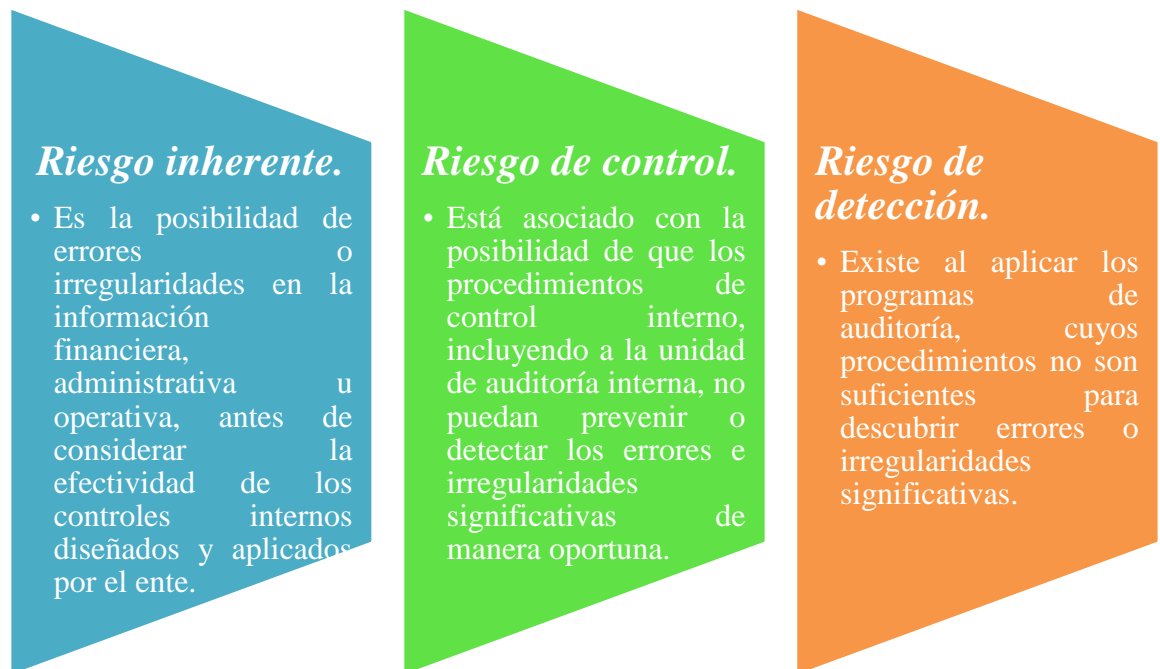 Riesgo inherente.
• Es la posibilidad de
errores o
irregularidades en la
información
financiera,
administrativa u
operativa, antes de
considerar la
efectividad de los
controles internos
diseñados y aplicados
por el ente.
Riesgo de control.
• Está asociado con la
posibilidad de que los
procedimientos de
control interno,
incluyendo a la unidad
de auditoría interna, no
puedan prevenir o
detectar los errores e
irregularidades
significativas de
manera oportuna.
Riesgo de
detección.
• Existe al aplicar los
programas de
auditoría, cuyos
procedimientos no son
suficientes para
descubrir errores o
irregularidades
significativas.